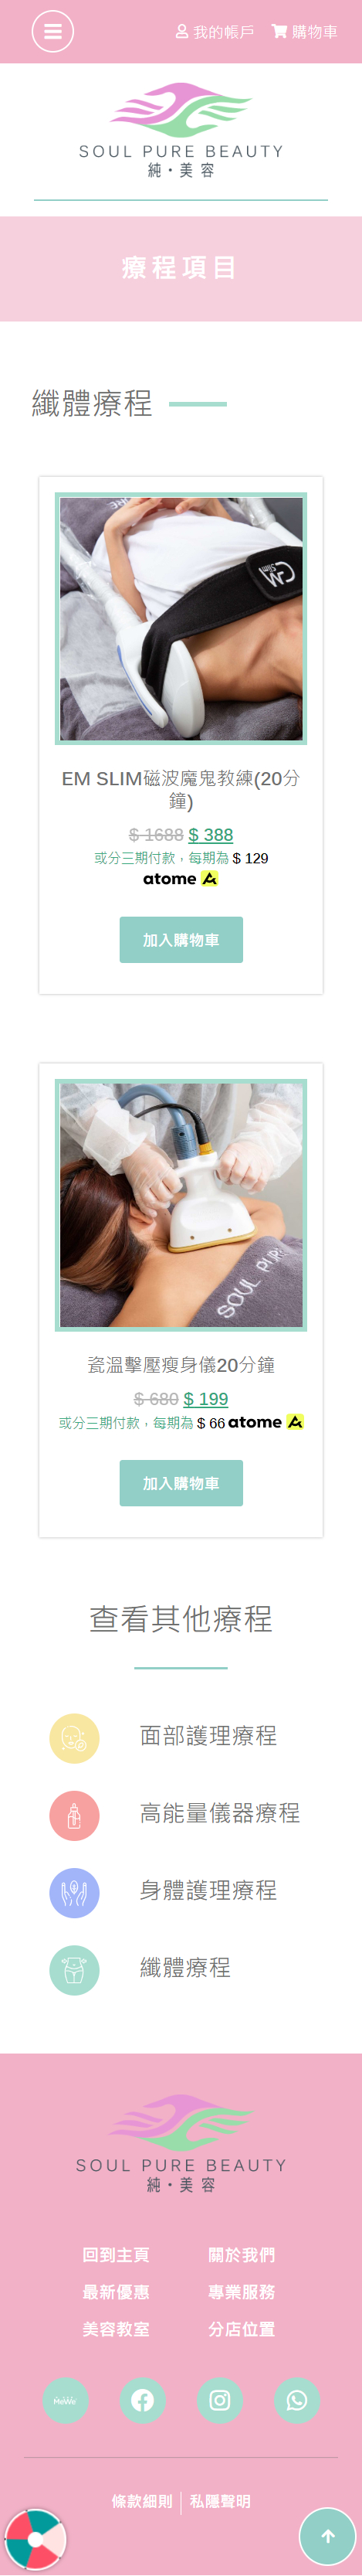 我的帳戶 購物車
SOUL PURE BEAUTY
純・美 容
療程項目
纖體療程
EM SLIM磁波魔鬼教練(20分
鐘)
$ 1688 $ 388
或分三期付款，每期為 $ 129
atome
加入購物車
SOUL PUR
瓷溫擊壓瘦身儀20分鐘
$ 680 $ 199
或分三期付款，每期為 $ 66 atome
加入購物車
查看其他療程
面部護理療程
高能量儀器療程
身體護理療程
纖體療程
SOUL PURE BEAUTY
純・美 容
回到主頁 關於我們
最新優惠 專業服務
美容教室 分店位置
MeWe
條款細則 私隱聲明